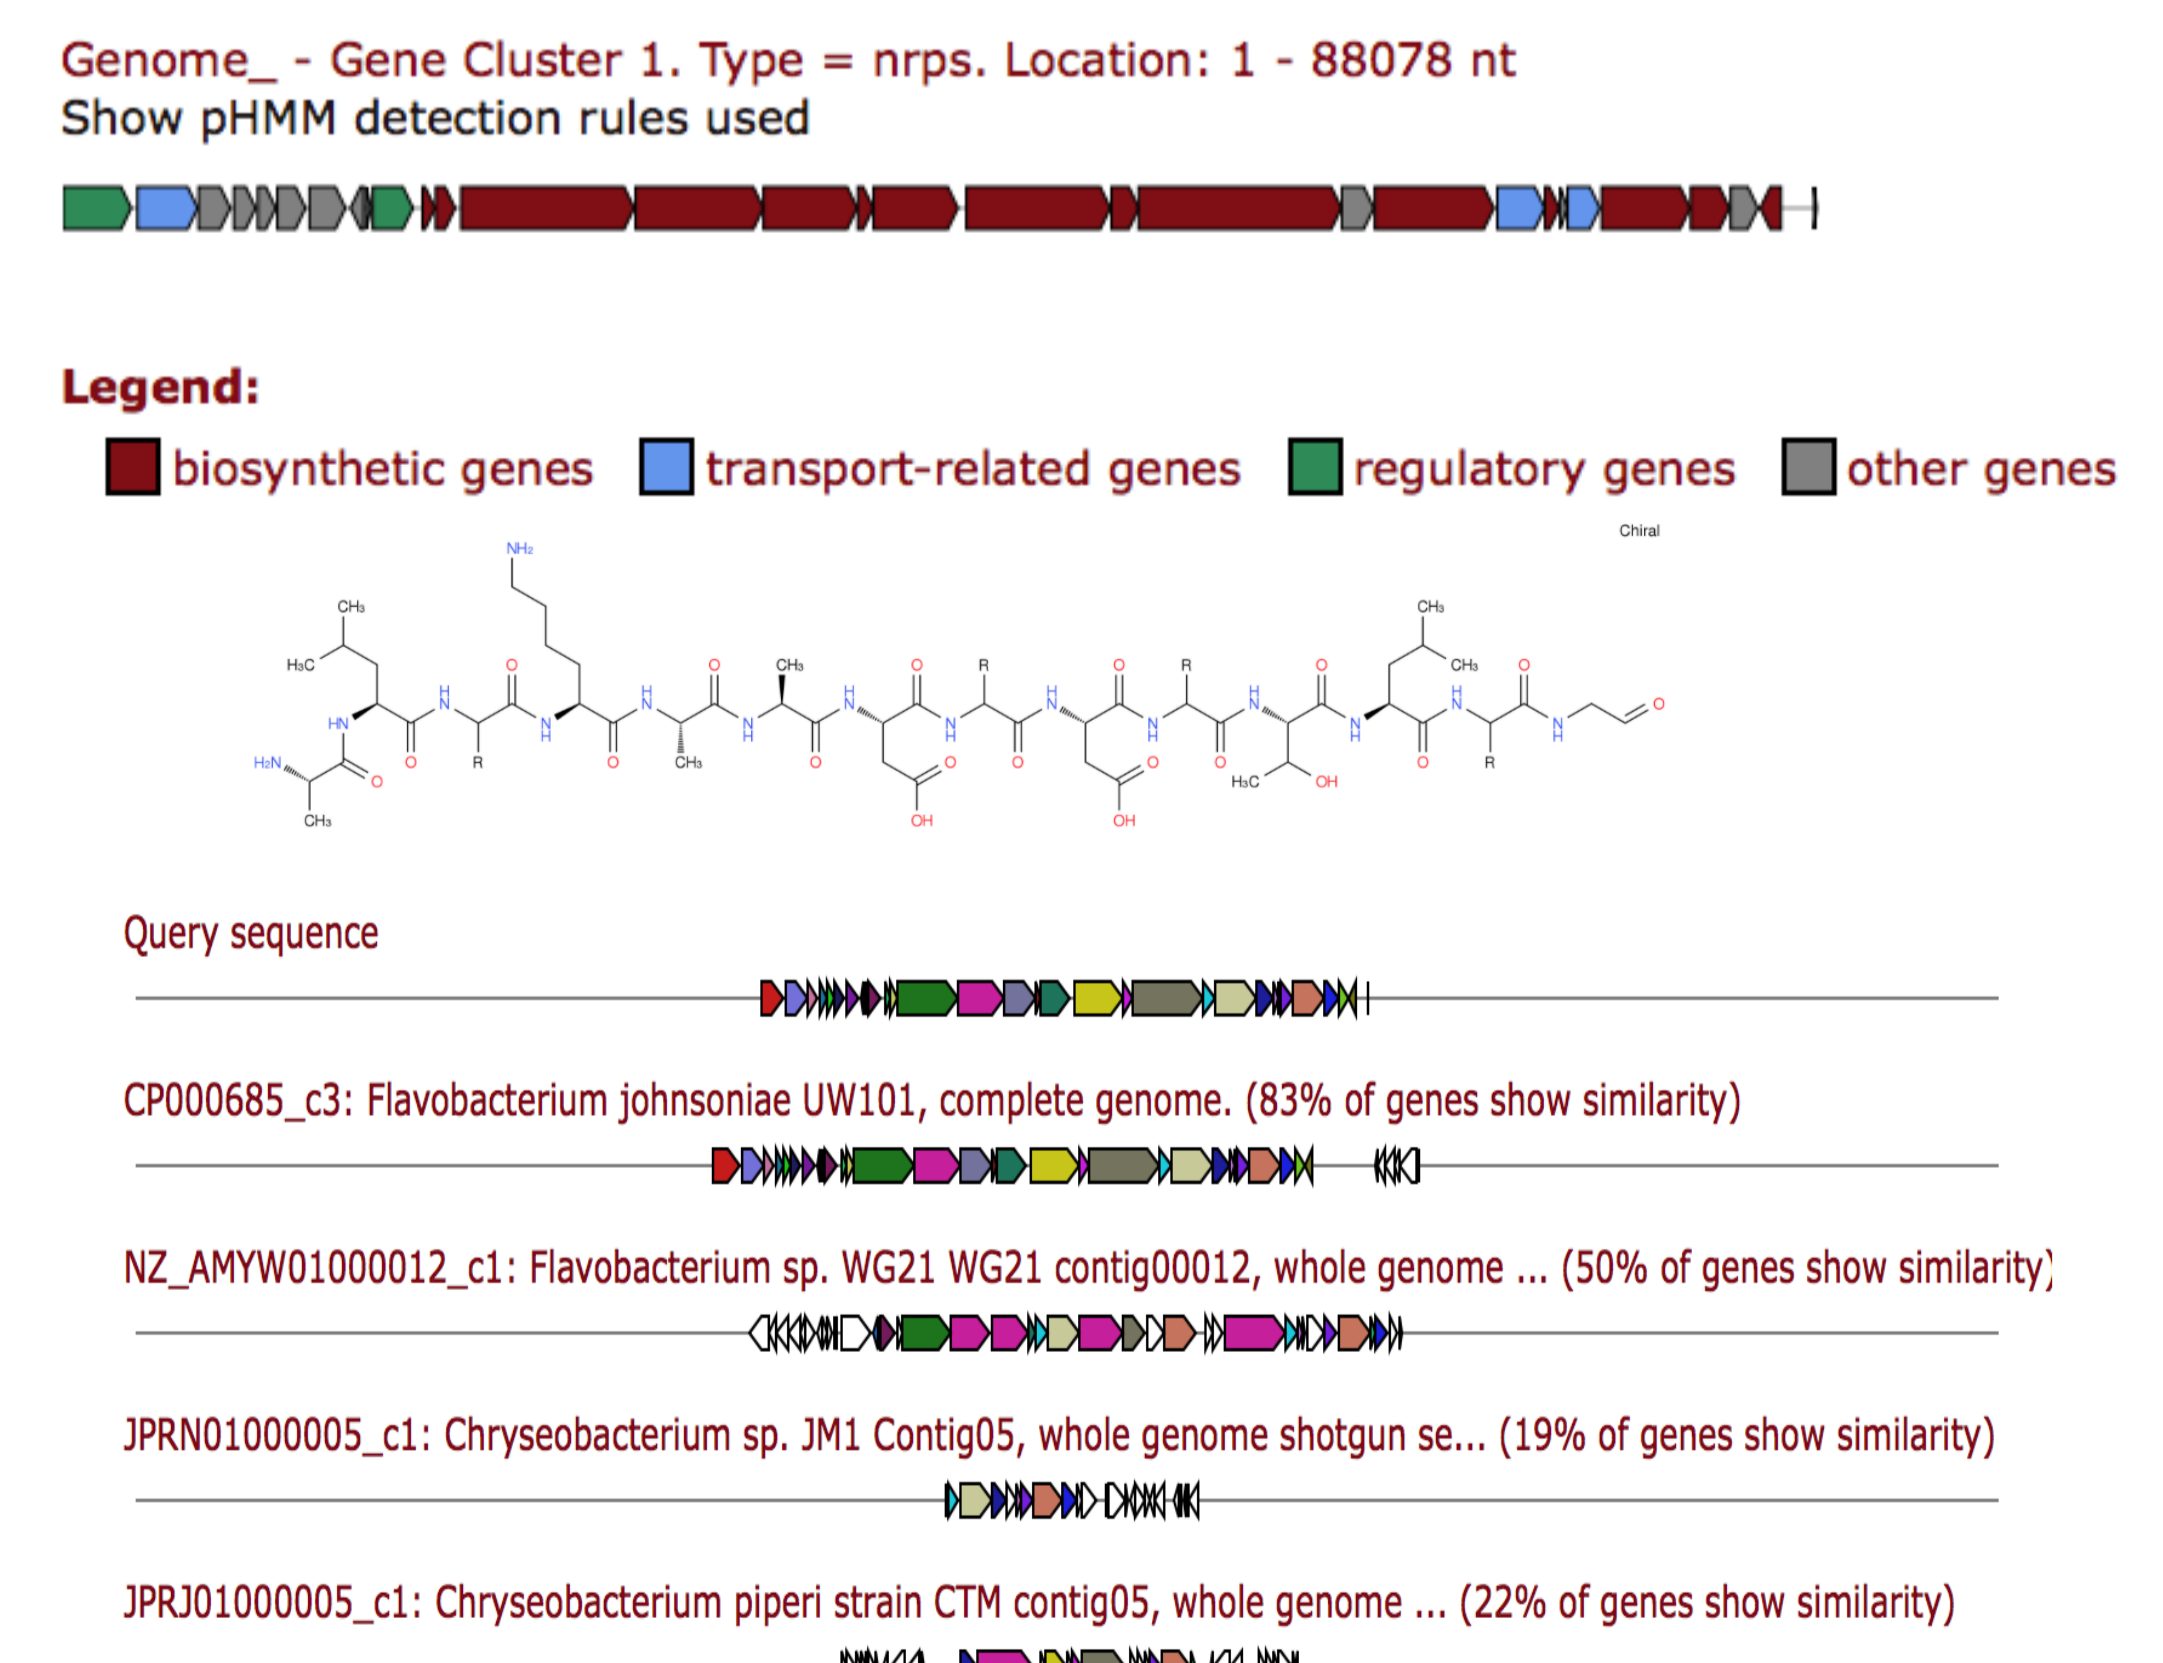 Genome_ - Gene Cluster 1. Type = nrps. Location: 1 - 88078 nt
Show pHMM detection rules used
Legend:
biosynthetic genes transport-related genes regulatory genes other genes
Chiral
NH₂
CH₃ CH₃
H₃C O O CH₃ O R O R O CH₃ O
H N H N H N H N H N H N O
HN N H N H N H N H N H N H
H₂N O O R O CH₃ O O O O O H₃C OH O R
CH₃ OH OH
Query sequence
CP000685_c3: Flavobacterium johnsoniae UW101, complete genome. (83% of genes show similarity)
NZ_AMYW01000012_c1: Flavobacterium sp. WG21 WG21 contig00012, whole genome ... (50% of genes show similarity)
JPRN01000005_c1: Chryseobacterium sp. JM1 Contig05, whole genome shotgun se... (19% of genes show similarity)
JPRJ01000005_c1: Chryseobacterium piperi strain CTM contig05, whole genome ... (22% of genes show similarity)